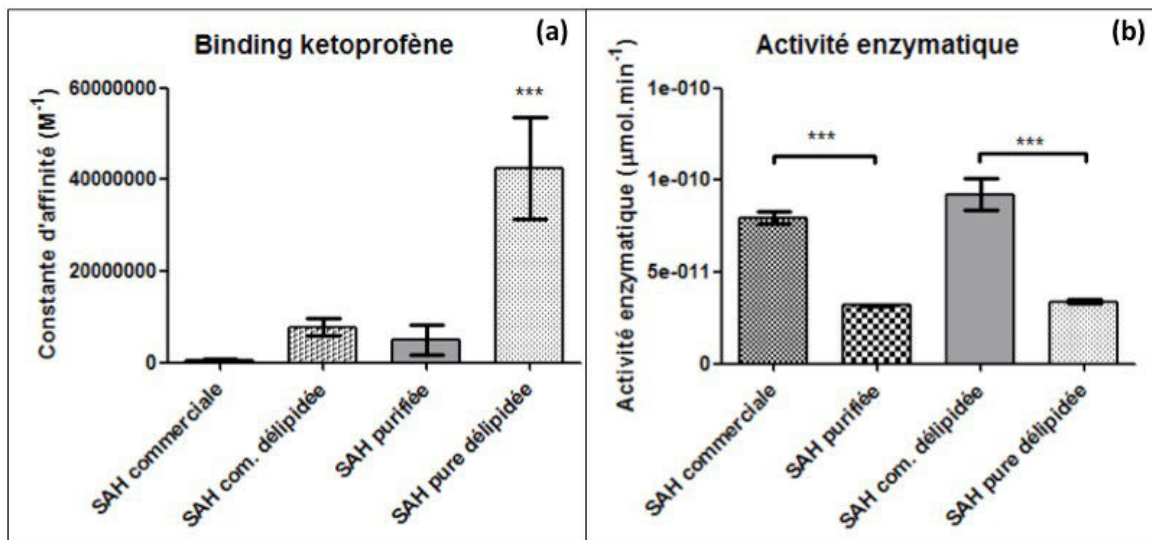 Binding ketoprofène
(a)
Constante d'affinité (M⁻¹)
60000000
40000000
20000000
0
***
SAH commerciale
SAH com. délipidée
SAH purifiée
SAH pure délipidée
Activité enzymatique
(b)
Activité enzymatique (µmol.min⁻¹)
1e-010
1e-010
5e-011
0
***
***
SAH commerciale
SAH purifiée
SAH com. délipidée
SAH pure délipidée